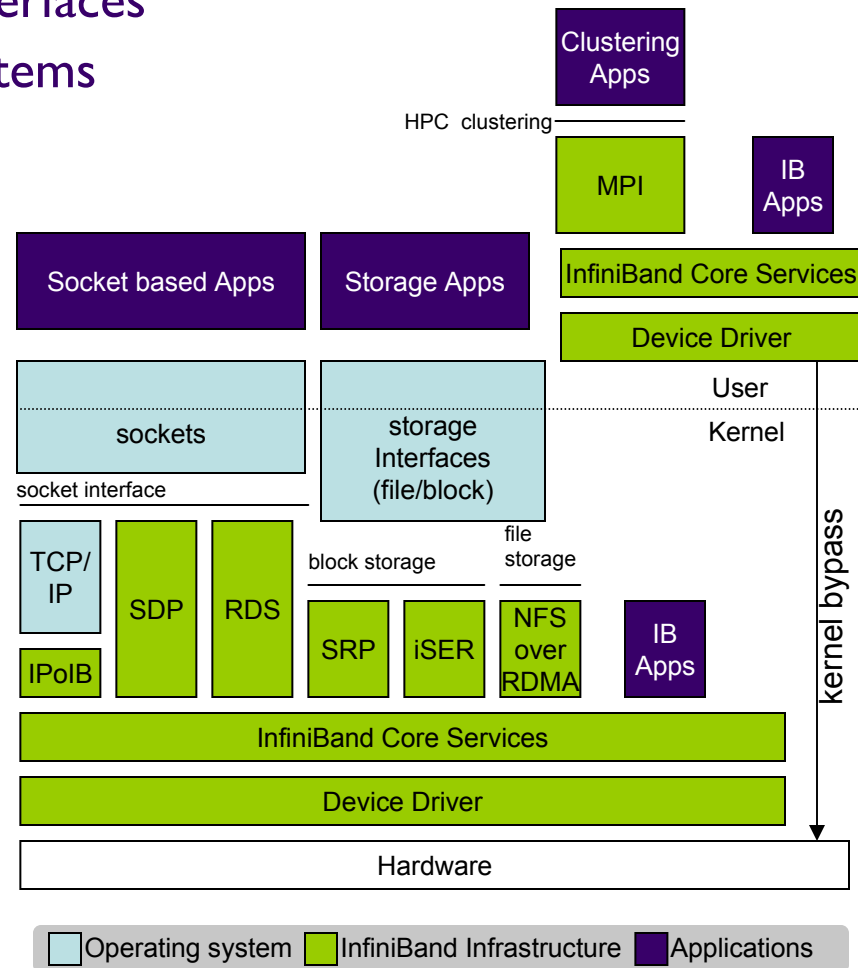 erfaces
tems
Clustering
Apps
HPC clustering
MPI
IB
Apps
Socket based Apps
Storage Apps
InfiniBand Core Services
Device Driver
User
Kernel
sockets
storage
Interfaces
(file/block)
socket interface
TCP/
IP
SDP
RDS
IPoIB
block storage
file
storage
SRP
iSER
NFS
over
RDMA
IB
Apps
kernel bypass
InfiniBand Core Services
Device Driver
Hardware
Operating system
InfiniBand Infrastructure
Applications